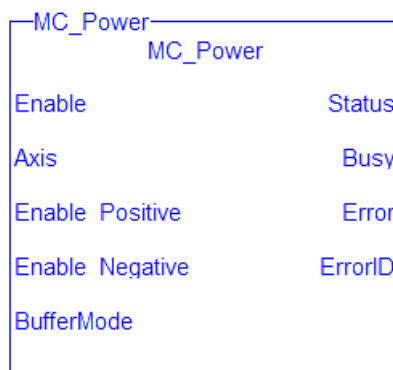 MC_Power
MC_Power
Enable Status
Axis Busy
Enable Positive Error
Enable Negative ErrorID
BufferMode